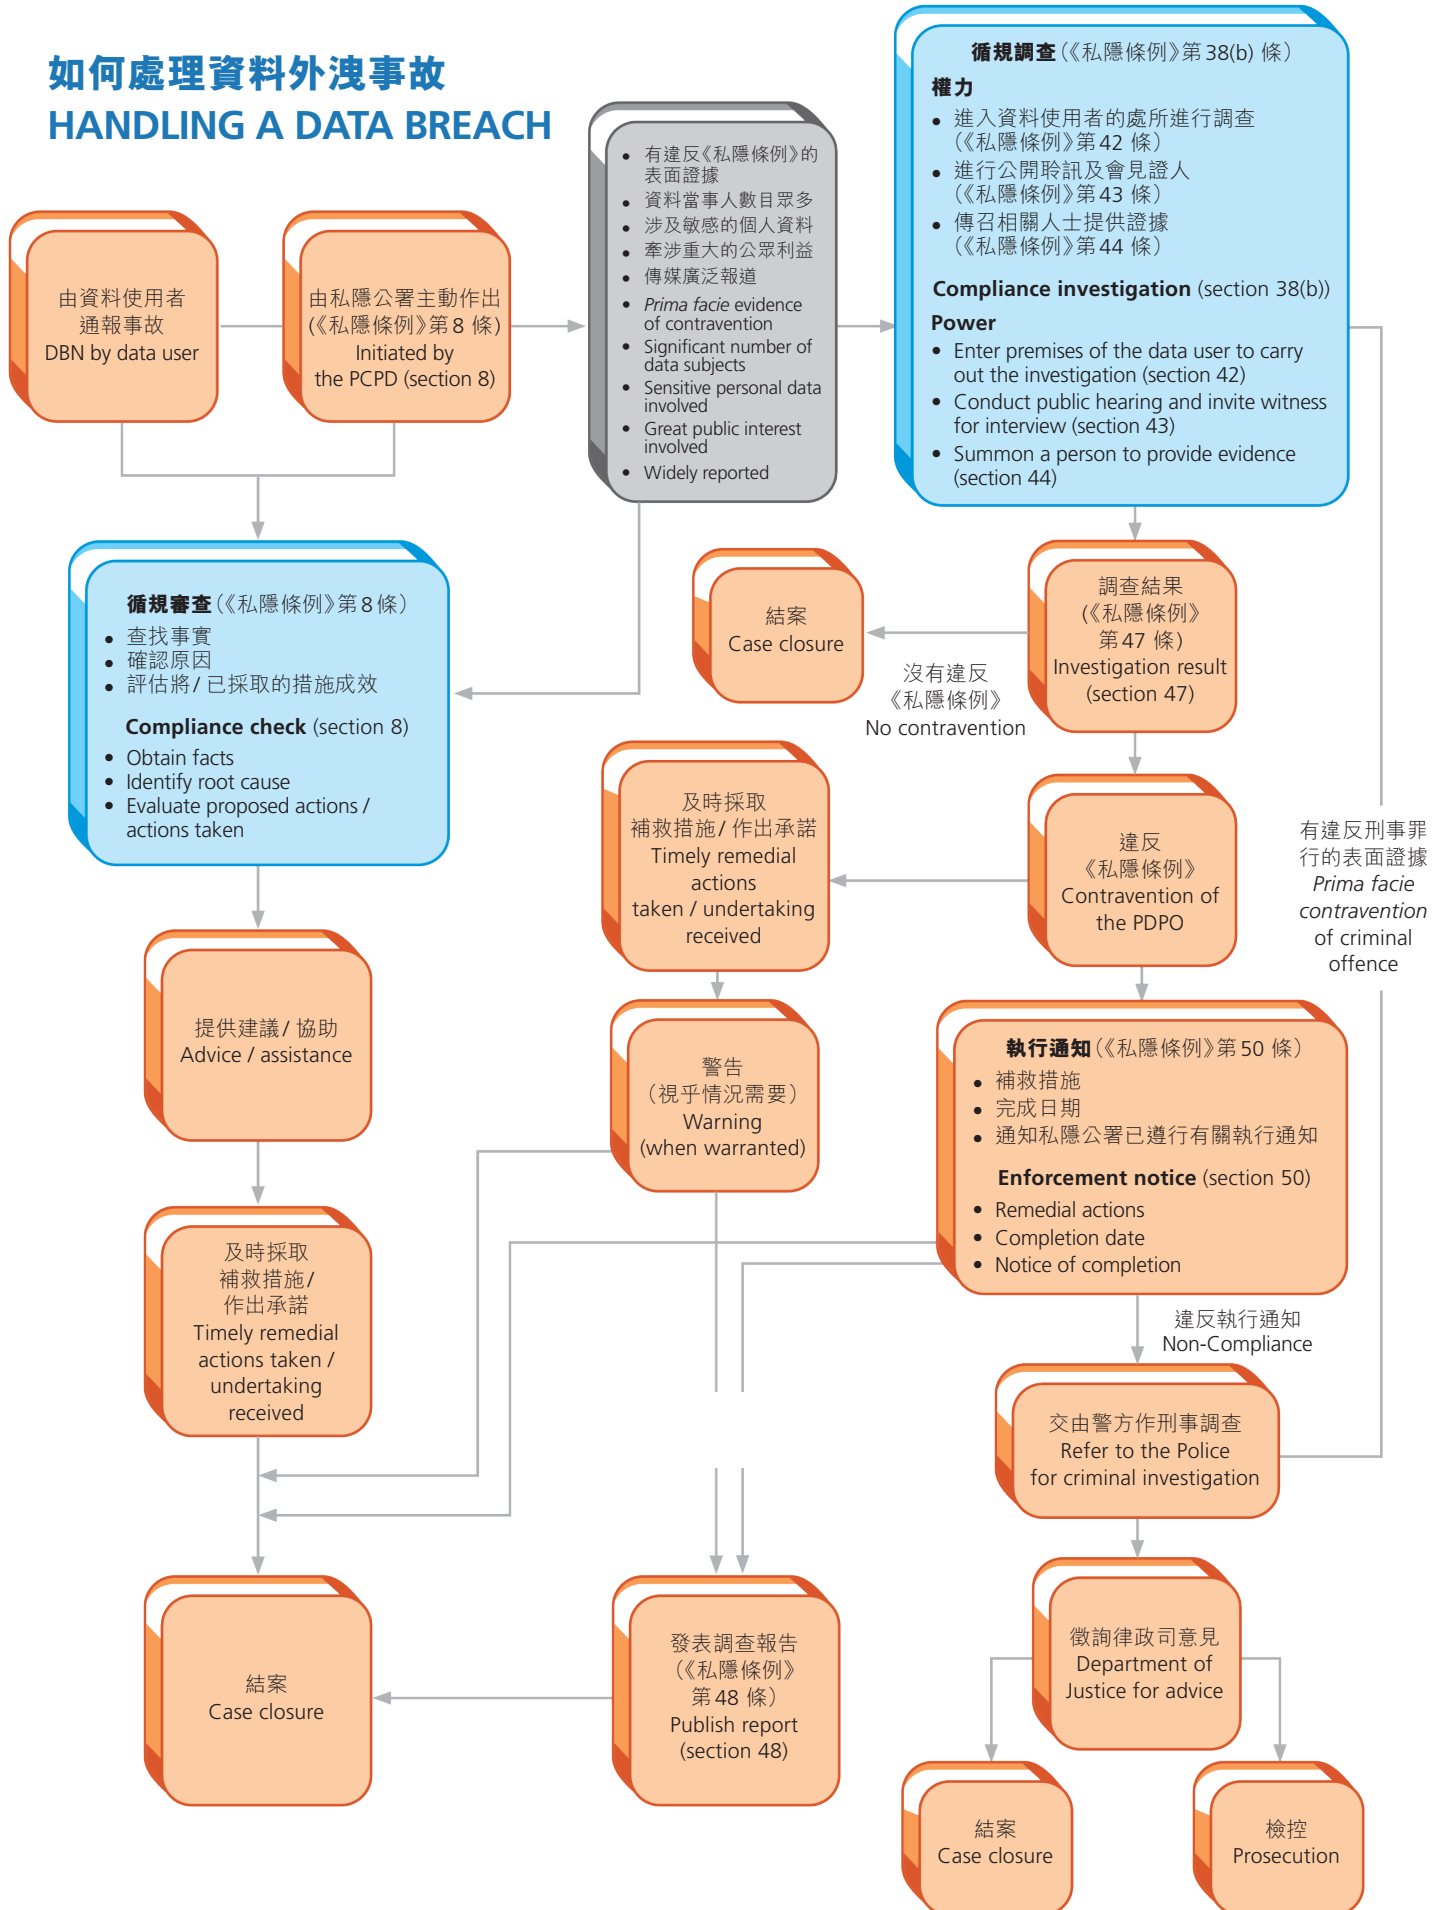 如何處理資料外洩事故
HANDLING A DATA BREACH
由資料使用者
通報事故
DBN by data user
由私隱公署主動作出
(《私隱條例》第8 條)
Initiated by
the PCPD (section 8)
• 有違反《私隱條例》的
表面證據
• 資料當事人數目眾多
• 涉及敏感的個人資料
• 牽涉重大的公眾利益
• 傳媒廣泛報道
• Prima facie evidence
of contravention
• Significant number of
data subjects
• Sensitive personal data
involved
• Great public interest
involved
• Widely reported
循規調查(《私隱條例》第38(b) 條)
權力
• 進入資料使用者的處所進行調查
(《私隱條例》第42 條)
• 進行公開聆訊及會見證人
(《私隱條例》第43 條)
• 傳召相關人士提供證據
(《私隱條例》第44 條)
Compliance investigation (section 38(b))
Power
• Enter premises of the data user to carry
out the investigation (section 42)
• Conduct public hearing and invite witness
for interview (section 43)
• Summon a person to provide evidence
(section 44)
循規審查(《私隱條例》第8條)
• 查找事實
• 確認原因
• 評估將/ 已採取的措施成效
Compliance check (section 8)
• Obtain facts
• Identify root cause
• Evaluate proposed actions /
actions taken
結案
Case closure
調查結果
(《私隱條例》
第47 條)
Investigation result
(section 47)
沒有違反
《私隱條例》
No contravention
及時採取
補救措施/ 作出承諾
Timely remedial
actions
taken / undertaking
received
違反
《私隱條例》
Contravention of
the PDPO
有違反刑事罪
行的表面證據
Prima facie
contravention
of criminal
offence
提供建議/ 協助
Advice / assistance
警告
(視乎情況需要)
Warning
(when warranted)
執行通知(《私隱條例》第50 條)
• 補救措施
• 完成日期
• 通知私隱公署已遵行有關執行通知
Enforcement notice (section 50)
• Remedial actions
• Completion date
• Notice of completion
及時採取
補救措施/
作出承諾
Timely remedial
actions taken /
undertaking
received
違反執行通知
Non-Compliance
交由警方作刑事調查
Refer to the Police
for criminal investigation
結案
Case closure
發表調查報告
(《私隱條例》
第48 條)
Publish report
(section 48)
徵詢律政司意見
Department of
Justice for advice
結案
Case closure
檢控
Prosecution